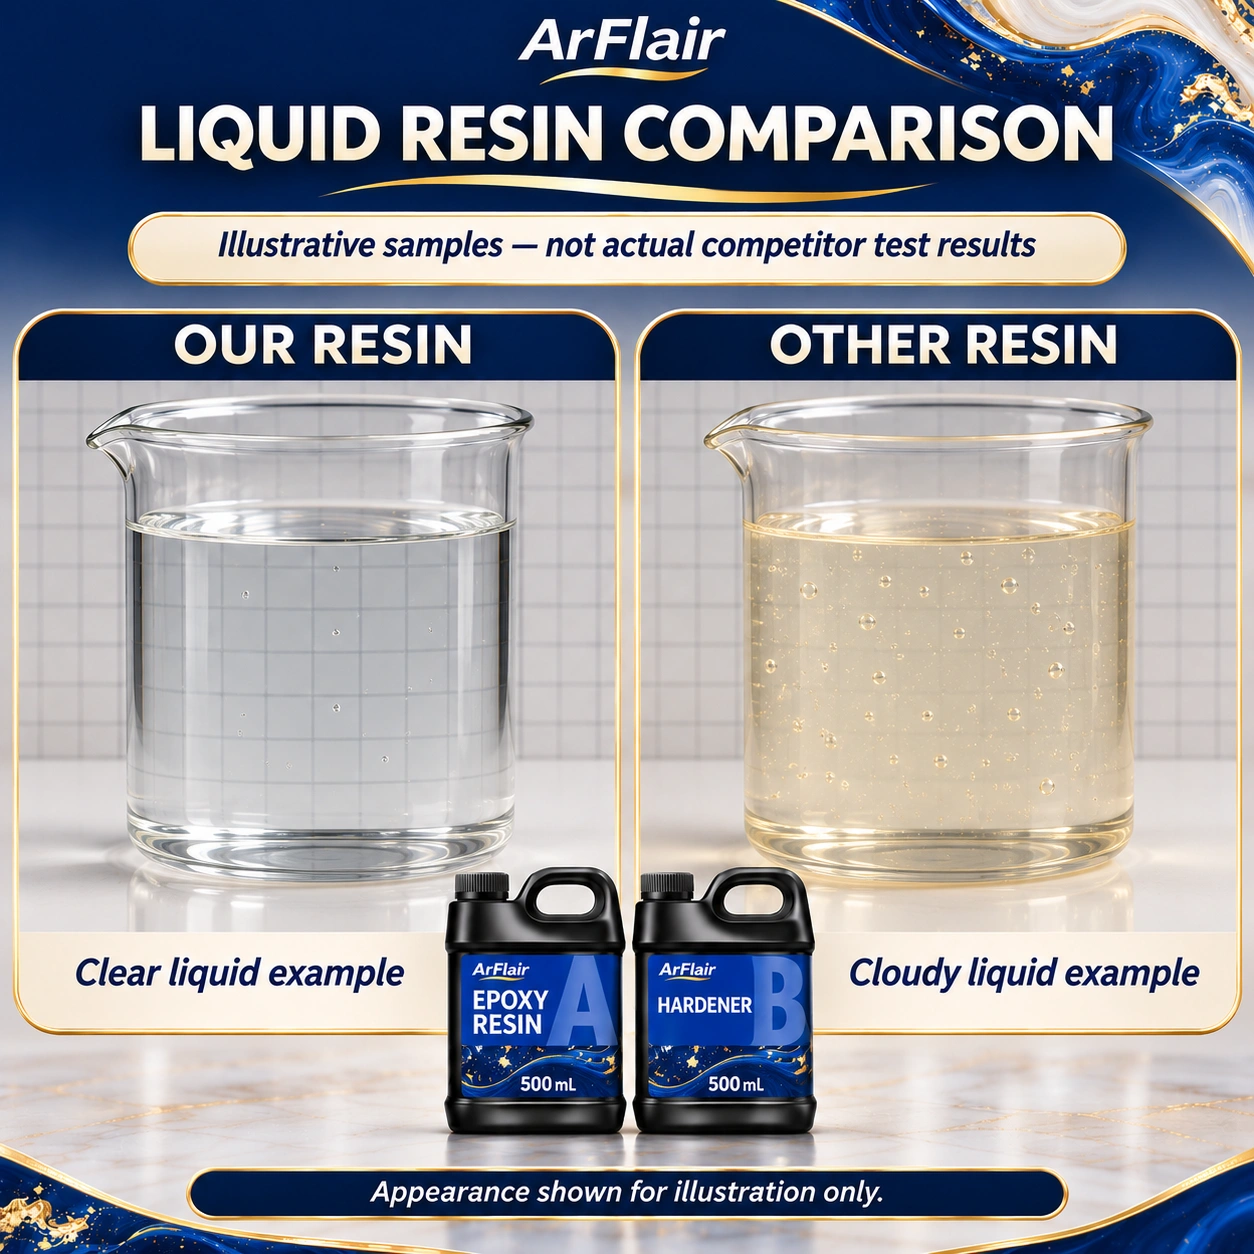 ArFlair
LIQUID RESIN COMPARISON
Illustrative samples — not actual competitor test results
OUR RESIN
OTHER RESIN
Clear liquid example
Cloudy liquid example
ArFlair
EPOXY
RESIN
A
500 mL
ArFlair
HARDENER
B
500 mL
Appearance shown for illustration only.